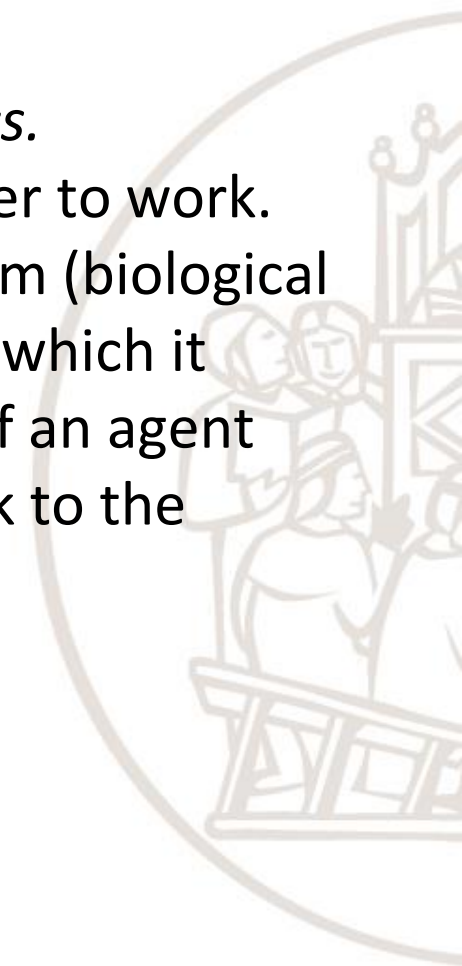 s.
er to work.
m (biological
which it
f an agent
k to the